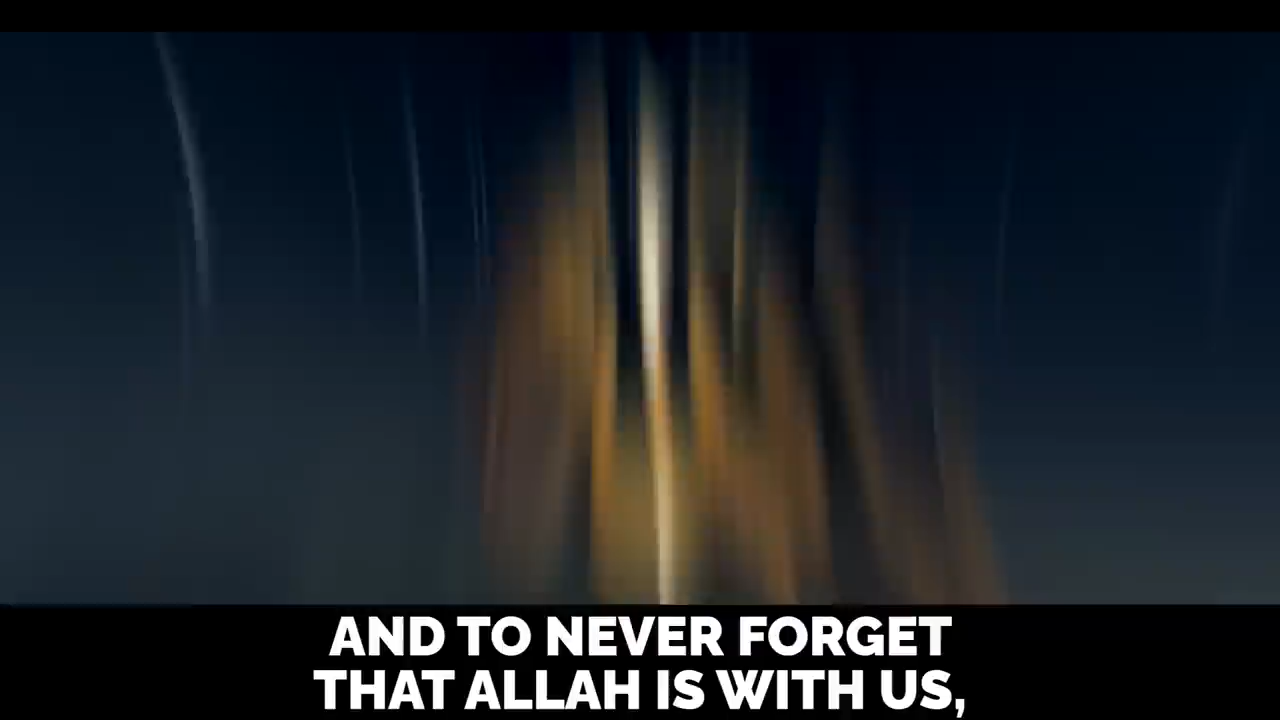 AND TO NEVER FORGET
THAT ALLAH IS WITH US,